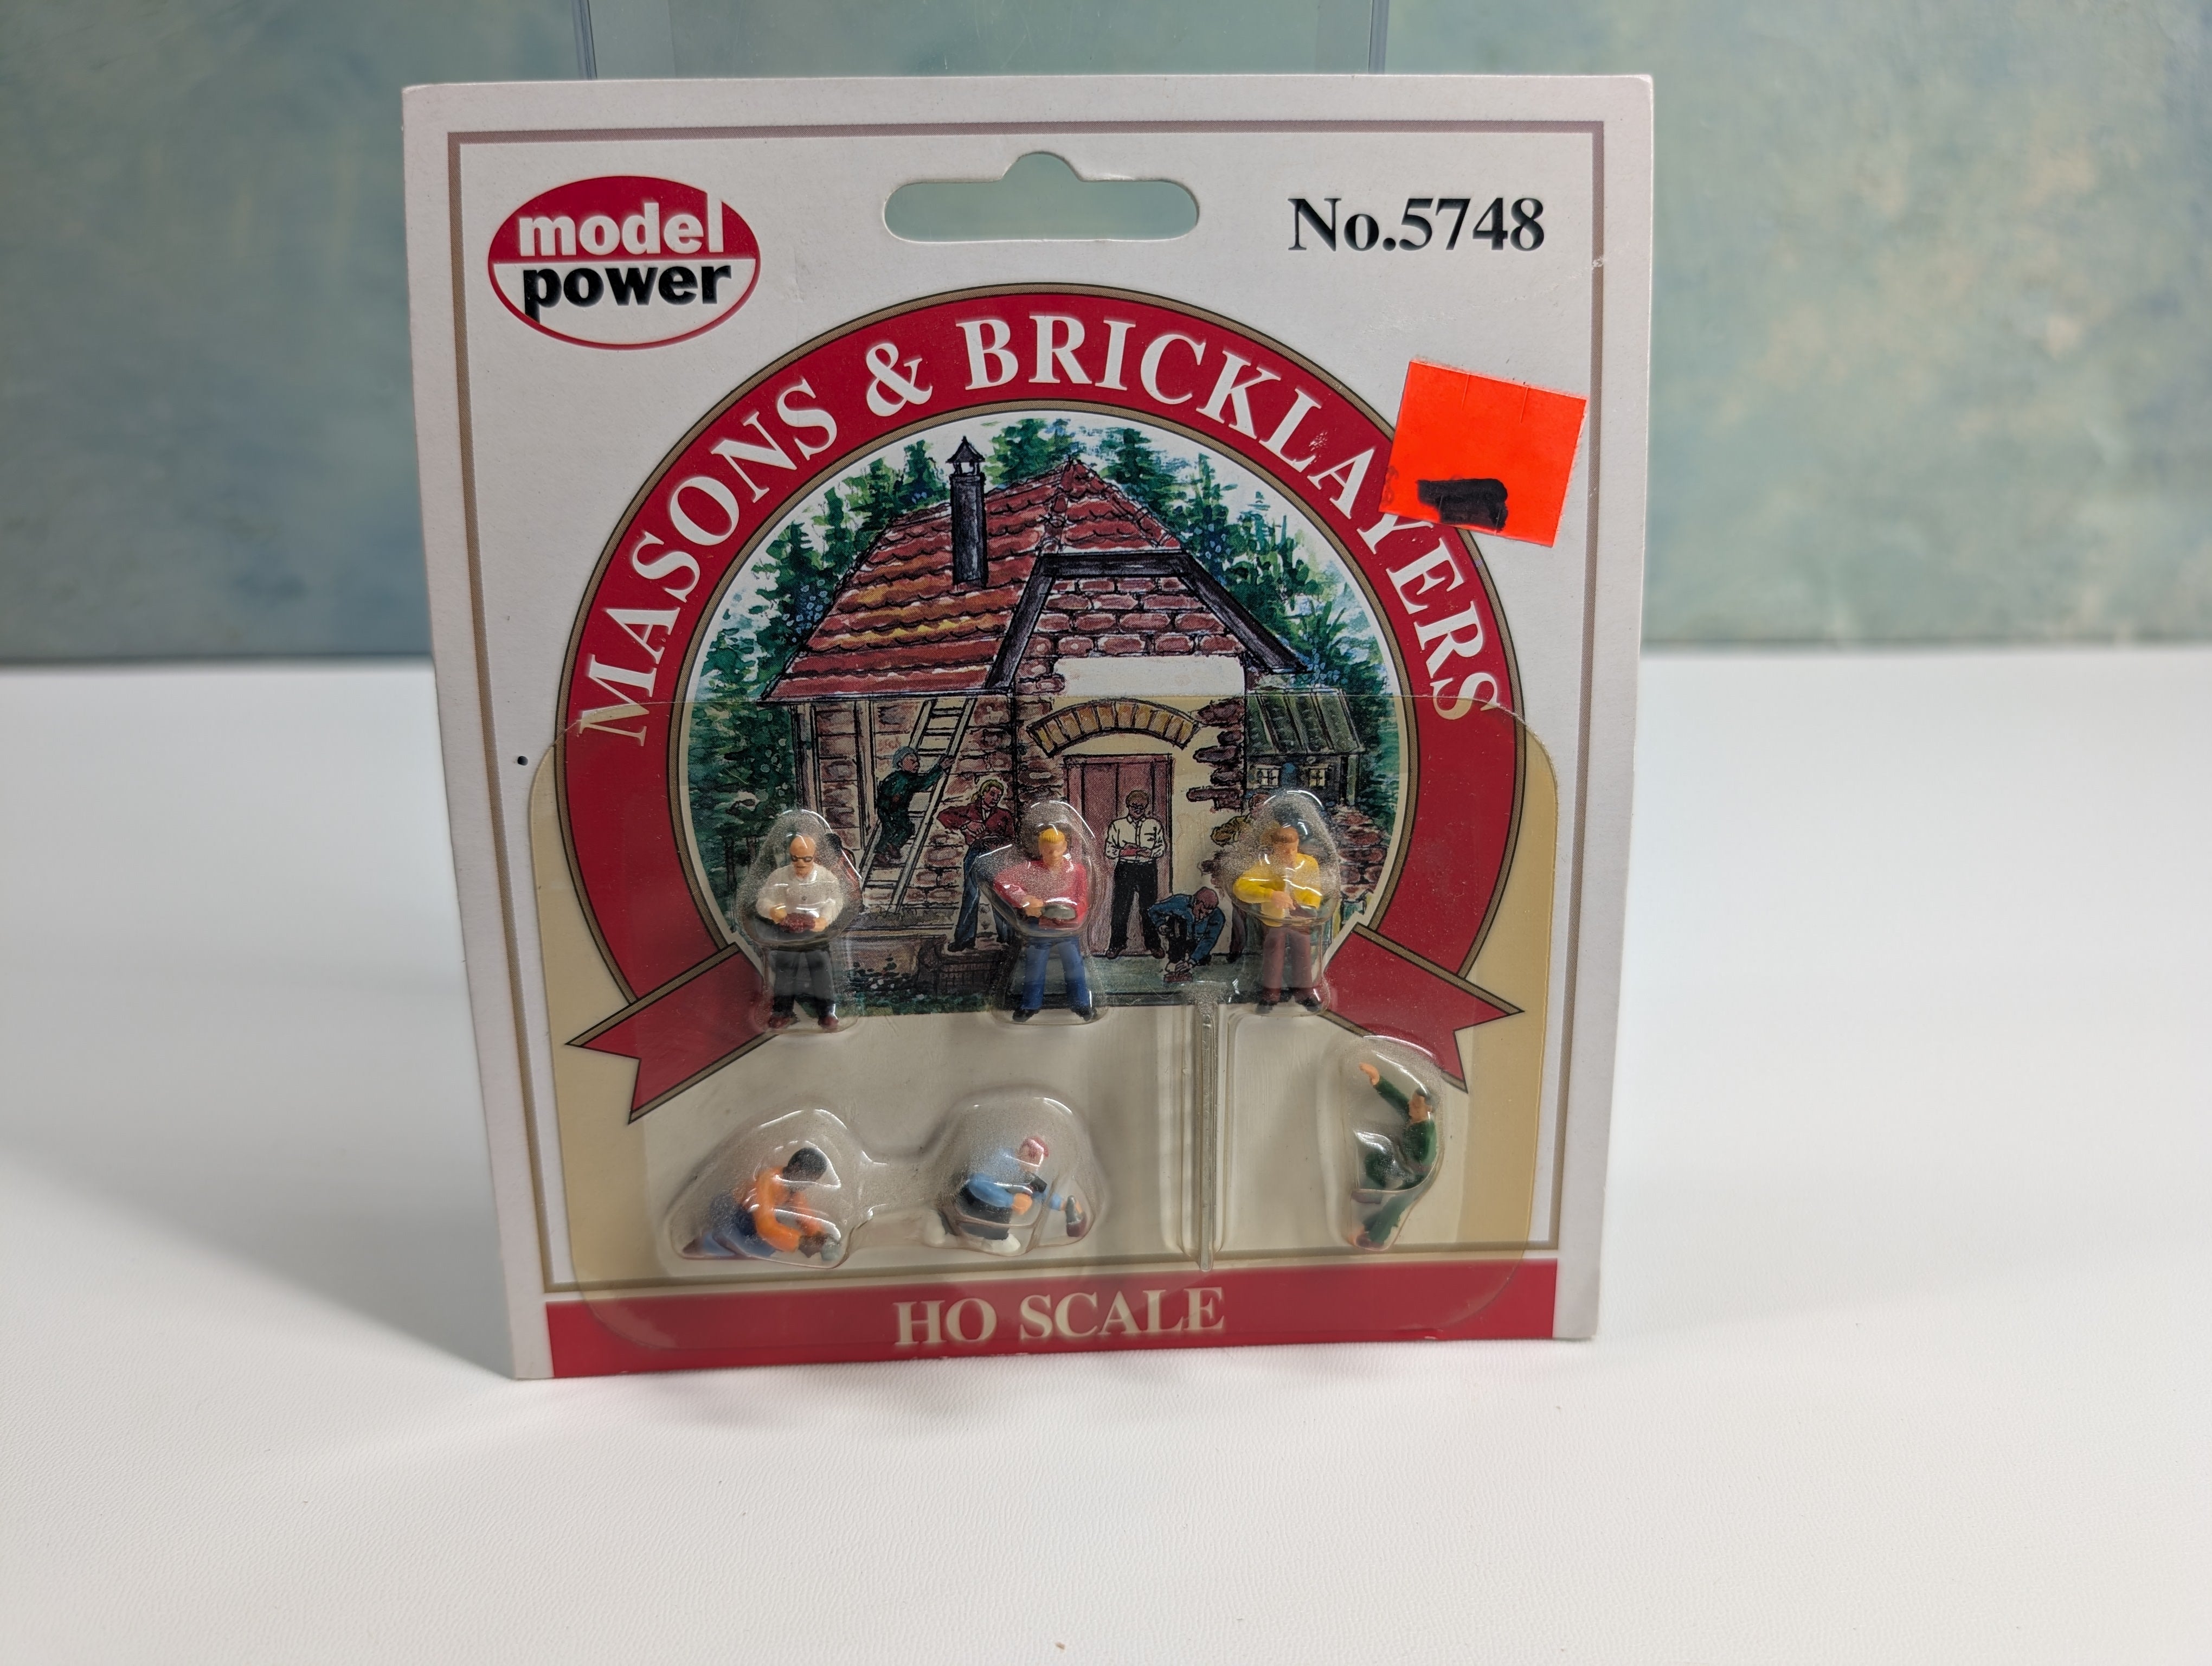 model
power
No.5748
MASONS & BRICKLAYERS
HO SCALE